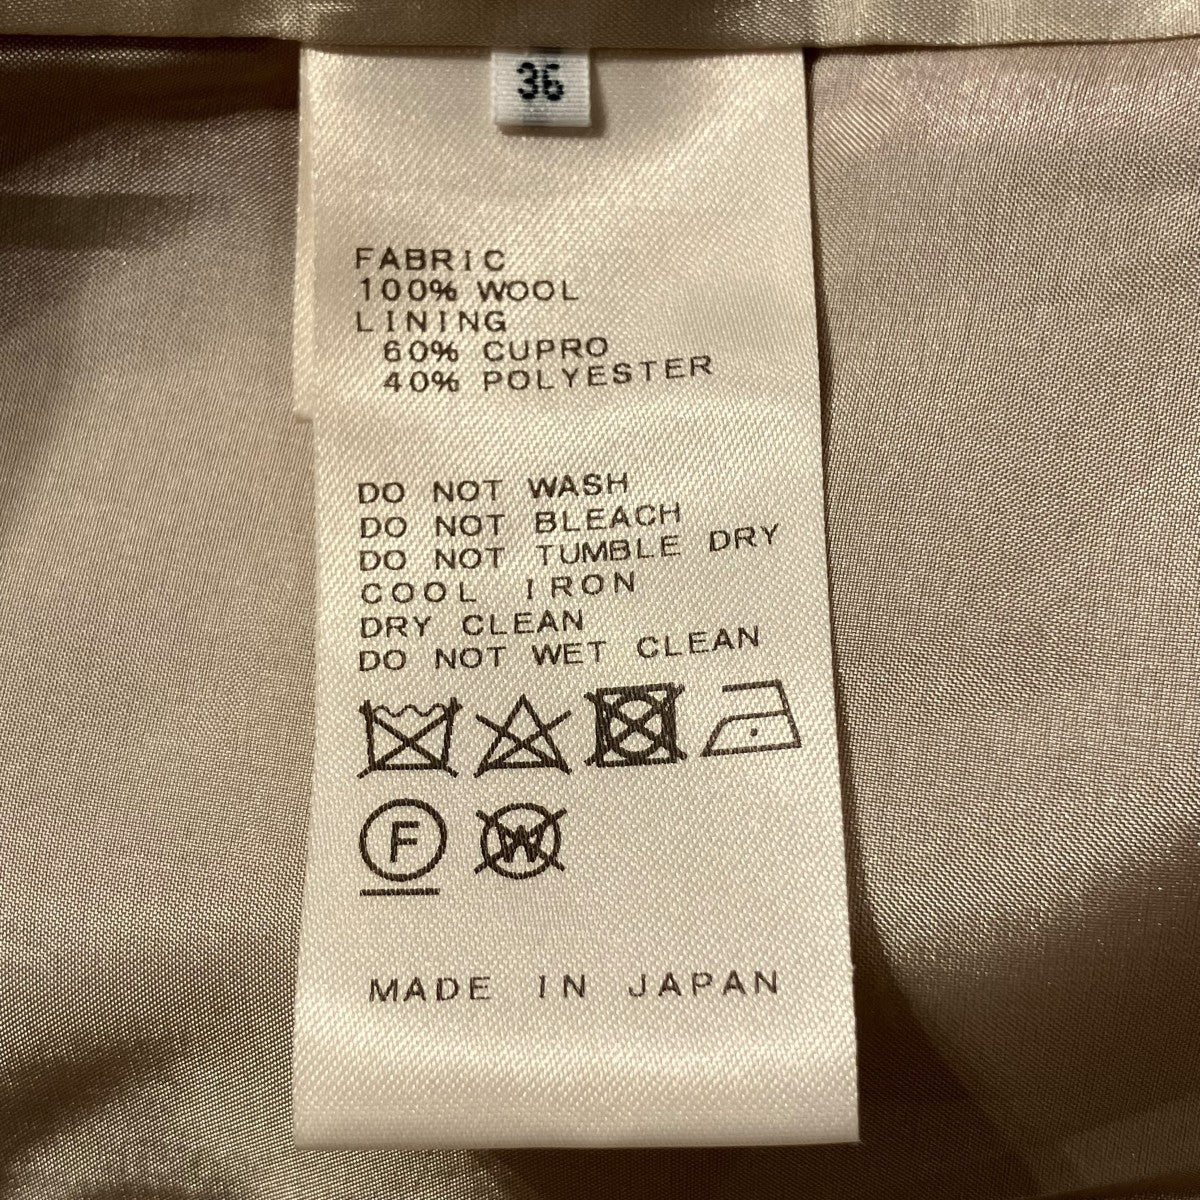 36
FABRIC
100% WOOL
LINING
60% CUPRO
40% POLYESTER
DO NOT WASH
DO NOT BLEACH
DO NOT TUMBLE DRY
COOL IRON
DRY CLEAN
DO NOT WET CLEAN
F W
MADE IN JAPAN